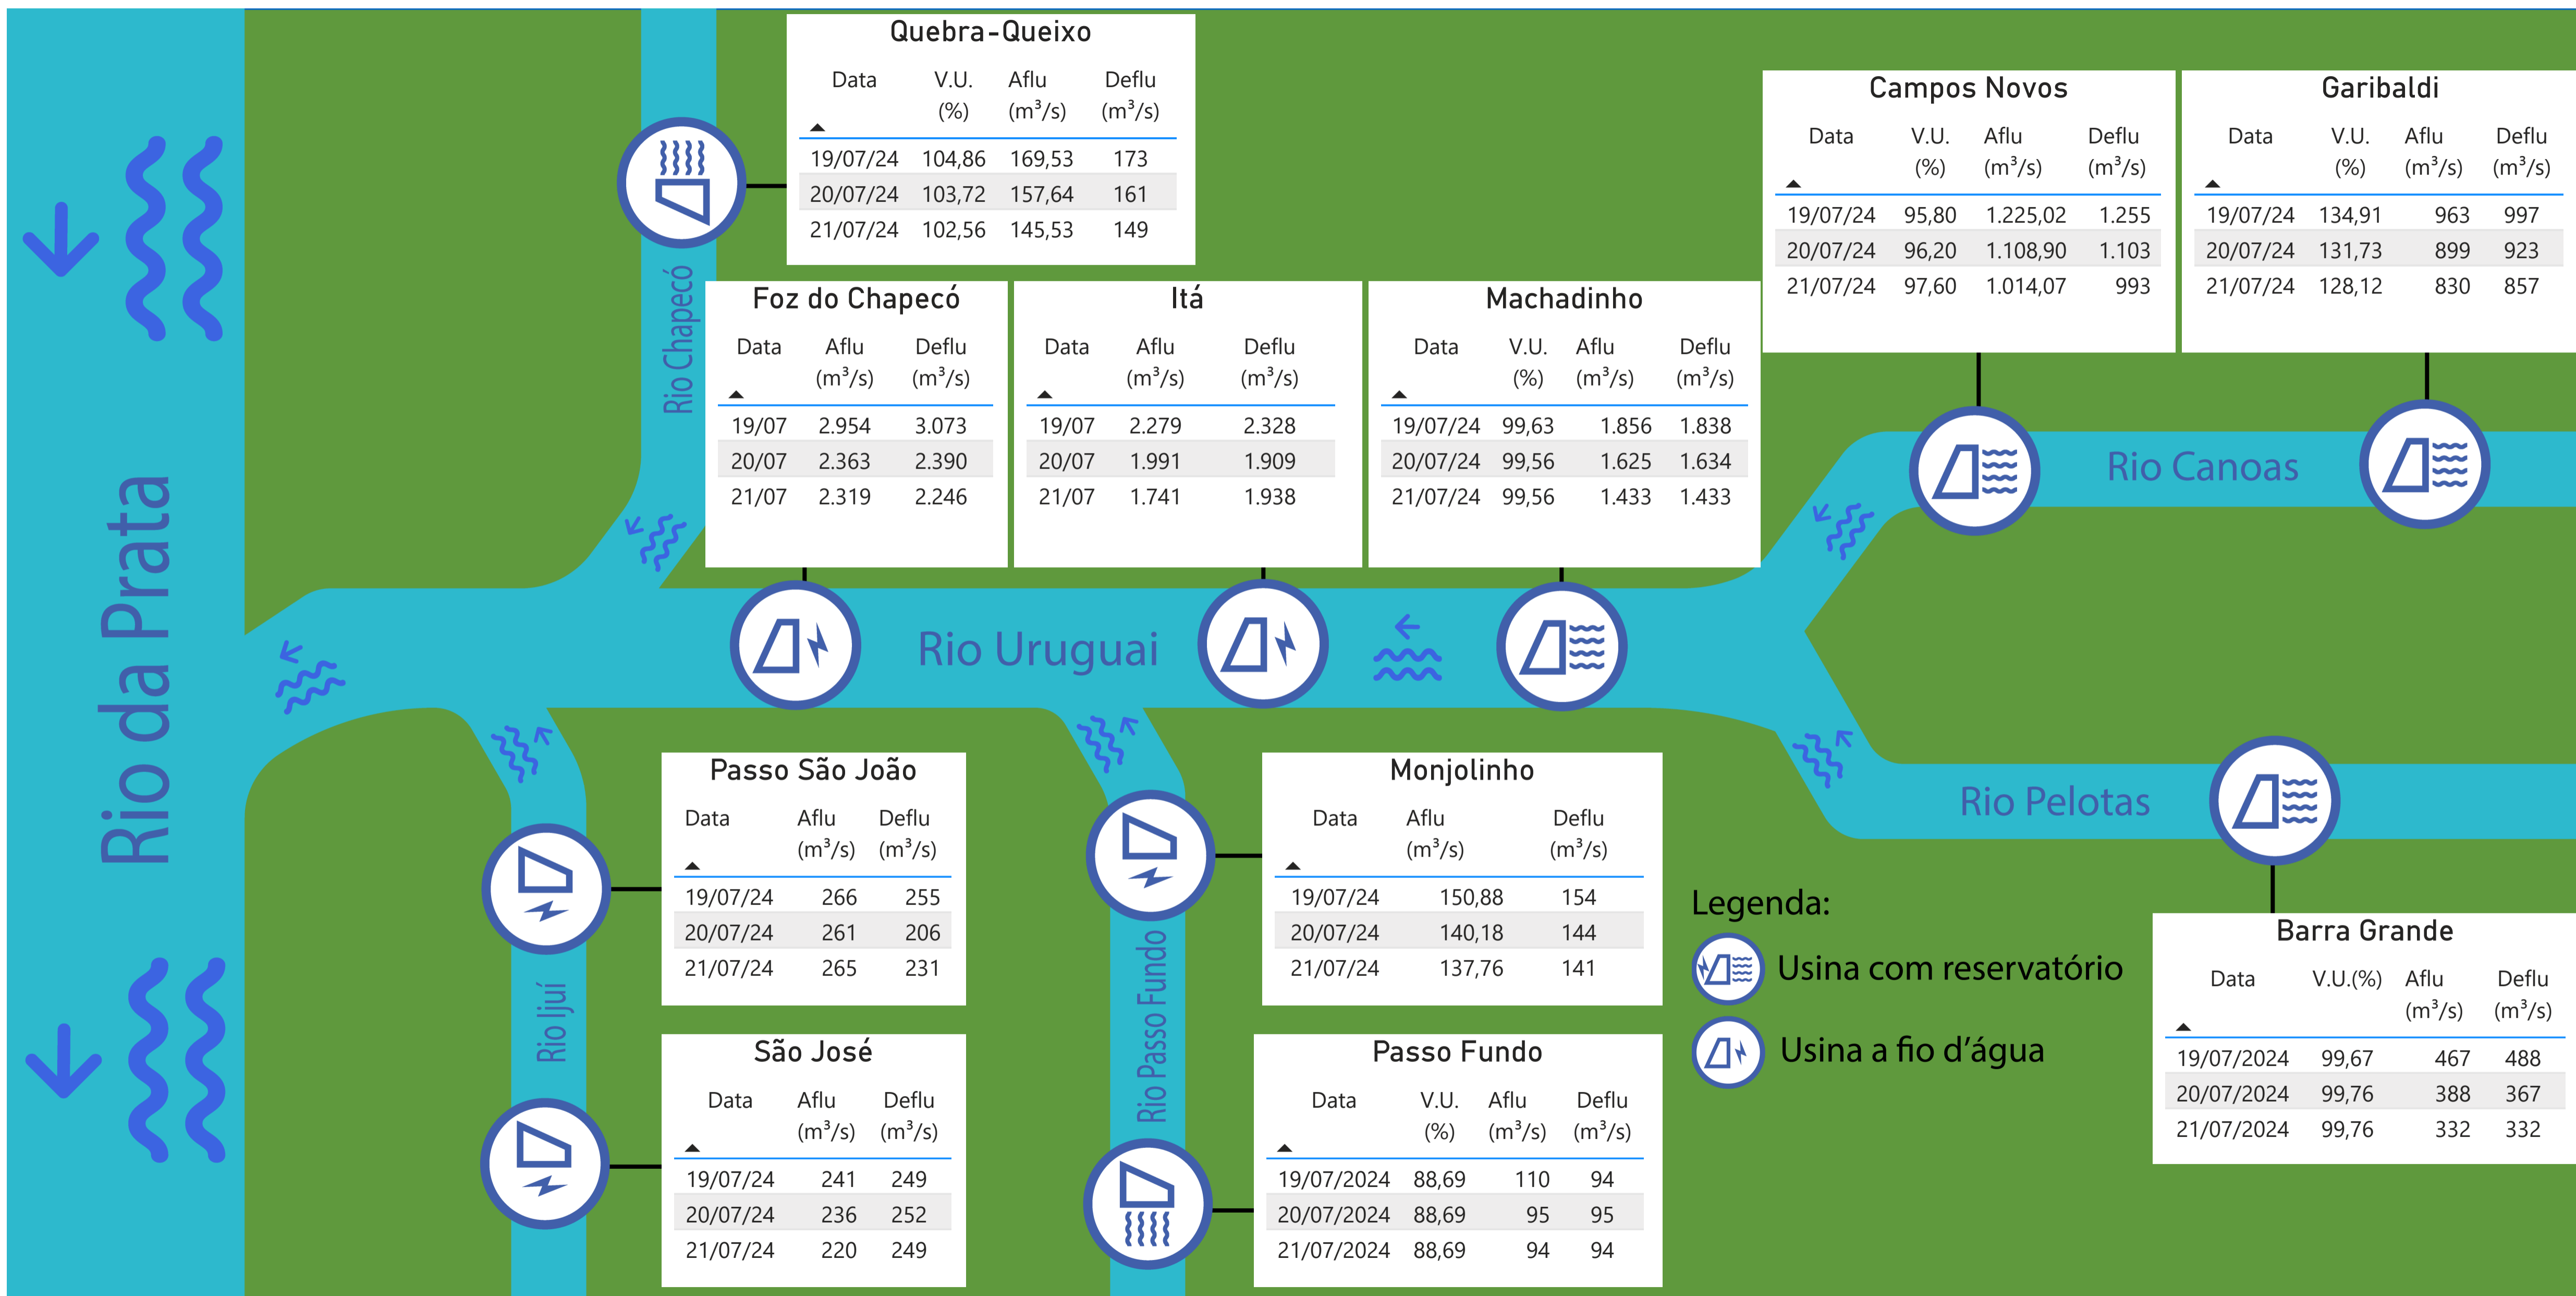 Quebra-Queixo
Data V.U. (%) Aflu (m³/s) Deflu (m³/s)
19/07/24 104,86 169,53 173
20/07/24 103,72 157,64 161
21/07/24 102,56 145,53 149
Campos Novos
Data V.U. (%) Aflu (m³/s) Deflu (m³/s)
19/07/24 95,80 1.225,02 1.255
20/07/24 96,20 1.108,90 1.103
21/07/24 97,60 1.014,07 993
Garibaldi
Data V.U. (%) Aflu (m³/s) Deflu (m³/s)
19/07/24 134,91 963 997
20/07/24 131,73 899 923
21/07/24 128,12 830 857
Rio Chapecó
Foz do Chapecó
Data Aflu (m³/s) Deflu (m³/s)
19/07 2.954 3.073
20/07 2.363 2.390
21/07 2.319 2.246
Itá
Data Aflu (m³/s) Deflu (m³/s)
19/07 2.279 2.328
20/07 1.991 1.909
21/07 1.741 1.938
Machadinho
Data V.U. (%) Aflu (m³/s) Deflu (m³/s)
19/07/24 99,63 1.856 1.838
20/07/24 99,56 1.625 1.634
21/07/24 99,56 1.433 1.433
Rio Canoas
Rio da Prata
Rio Uruguai
Rio Pelotas
Passo São João
Data Aflu (m³/s) Deflu (m³/s)
19/07/24 266 255
20/07/24 261 206
21/07/24 265 231
Monjolinho
Data Aflu (m³/s) Deflu (m³/s)
19/07/24 150,88 154
20/07/24 140,18 144
21/07/24 137,76 141
Legenda:
Usina com reservatório
Usina a fio d’água
Barra Grande
Data V.U.(%) Aflu (m³/s) Deflu (m³/s)
19/07/2024 99,67 467 488
20/07/2024 99,76 388 367
21/07/2024 99,76 332 332
Rio Ijuí
Rio Passo Fundo
São José
Data Aflu (m³/s) Deflu (m³/s)
19/07/24 241 249
20/07/24 236 252
21/07/24 220 249
Passo Fundo
Data V.U. (%) Aflu (m³/s) Deflu (m³/s)
19/07/2024 88,69 110 94
20/07/2024 88,69 95 95
21/07/2024 88,69 94 94